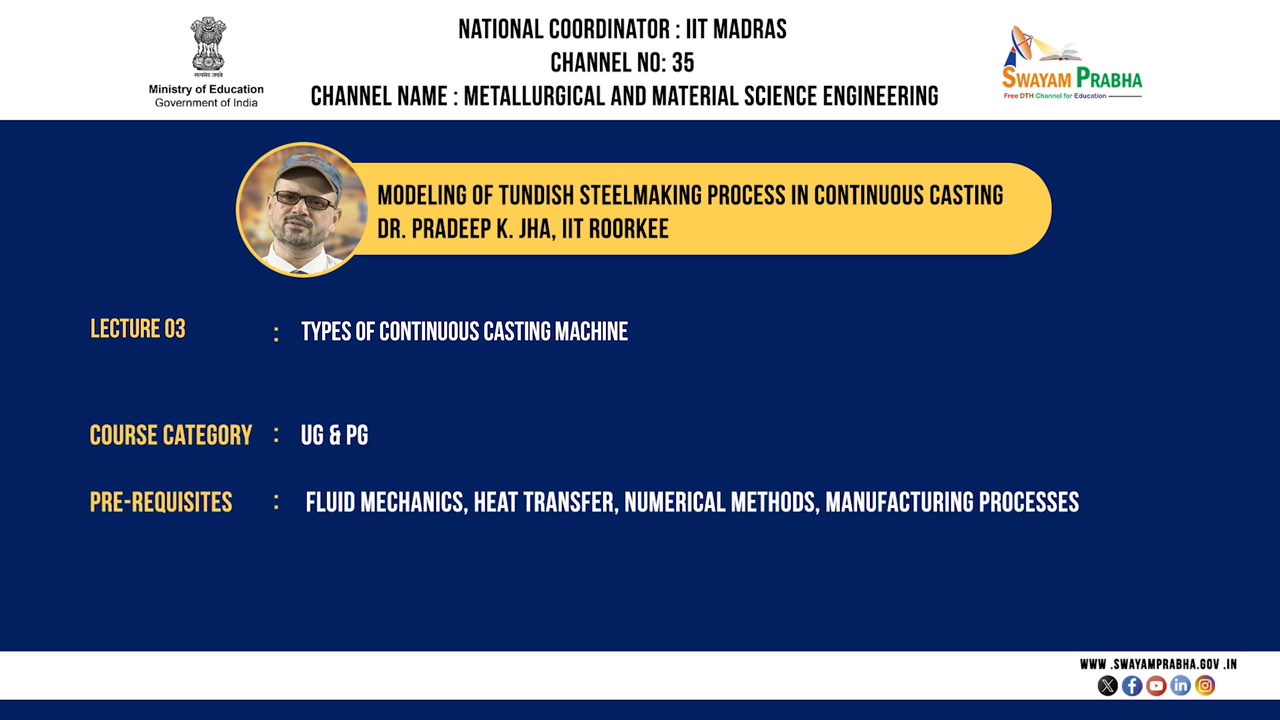 NATIONAL COORDINATOR : IIT MADRAS
CHANNEL NO: 35
CHANNEL NAME : METALLURGICAL AND MATERIAL SCIENCE ENGINEERING
सत्यमेव जयते
Ministry of Education
Government of India
SWAYAM PRABHA
Free DTH Channel for Education
MODELING OF TUNDISH STEELMAKING PROCESS IN CONTINUOUS CASTING
DR. PRADEEP K. JHA, IIT ROORKEE
LECTURE 03 : TYPES OF CONTINUOUS CASTING MACHINE
COURSE CATEGORY : UG & PG
PRE-REQUISITES : FLUID MECHANICS, HEAT TRANSFER, NUMERICAL METHODS, MANUFACTURING PROCESSES
WWW .SWAYAMPRABHA.GOV .IN